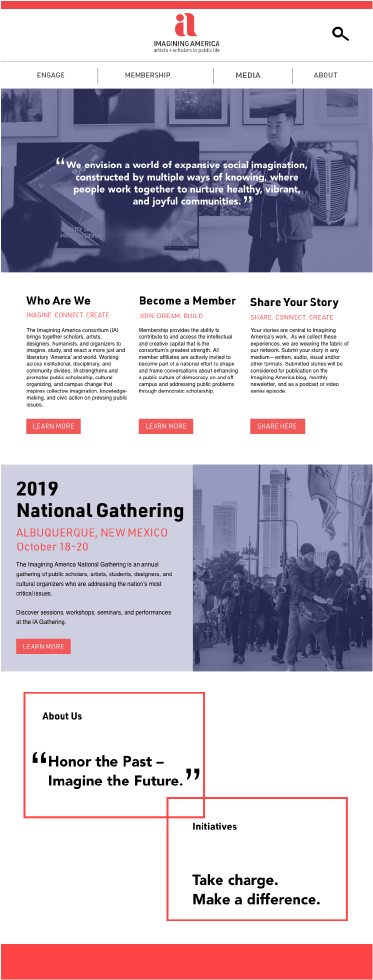 IMAGINING AMERICA
artists + scholars in public life
ENGAGE
MEMBERSHIP
MEDIA
ABOUT
“We envision a world of expansive social imagination,
constructed by multiple ways of knowing, where
people work together to nurture healthy, vibrant,
and joyful communities.”
Who Are We
IMAGINE. CONNECT. CREATE.
The Imagining America consortium (IA)
brings together scholars, artists,
designers, humanists, and organizers to
imagine, study, and enact a more just and
liberatory ‘America’ and world. Working
across institutional, disciplinary, and
community divides, IA strengthens and
promotes public scholarship, cultural
organizing, and campus change that
inspires collective imagination, knowledge-
making, and civic action on pressing public
issues.
LEARN MORE
Become a Member
JOIN. DREAM. BUILD.
Membership provides the ability to
contribute to and access the intellectual
and creative capital that is the
consortium’s greatest strength. All
member affiliates are actively invited to
become part of a national effort to shape
and frame conversations about enhancing
a public culture of democracy on and off
campus and addressing public problems
through democratic scholarship.
LEARN MORE
Share Your Story
SHARE. CONNECT. CREATE.
Your stories are central to Imagining
America’s work. As we collect these
experiences, we are weaving the fabric of
our network. Submit your story in any
medium—written, audio, visual and/or
other formats. Submitted stories will be
considered for publication on the
Imagining America blog, monthly
newsletter, and as a podcast or video
series episode.
SHARE HERE
2019
National Gathering
ALBUQUERQUE, NEW MEXICO
October 18-20
The Imagining America National Gathering is an annual
gathering of public scholars, artists, students, designers, and
cultural organizers who are addressing the nation’s most
critical issues.
Discover sessions, workshops, seminars, and performances
at the IA Gathering.
LEARN MORE
About Us
“Honor the Past –
Imagine the Future.”
Initiatives
Take charge.
Make a difference.